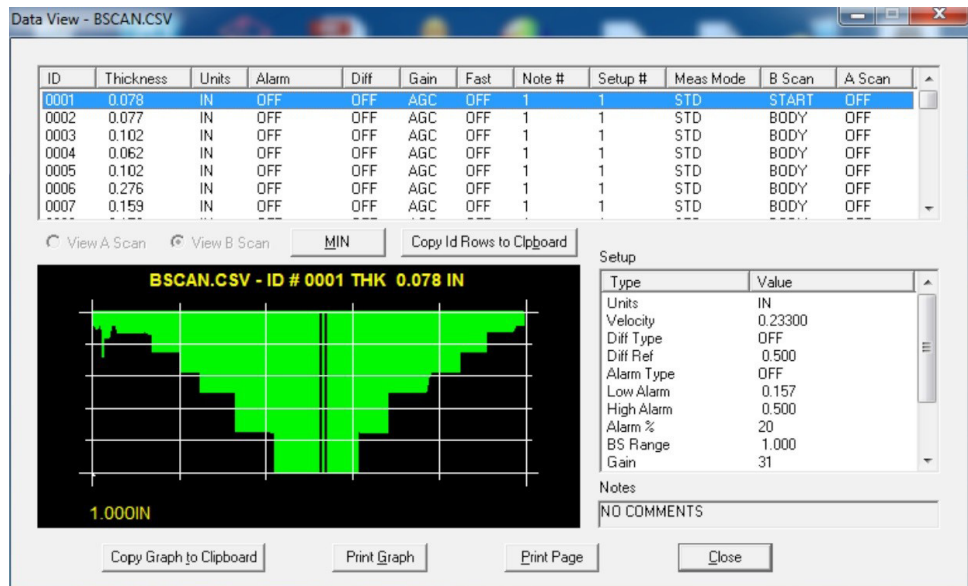 Data View - BSCAN.CSV
ID Thickness Units Alarm Diff Gain Fast Note # Setup # Meas Mode B Scan A Scan
0001 0.078 IN OFF OFF AGC OFF 1 1 STD START OFF
0002 0.077 IN OFF OFF AGC OFF 1 1 STD BODY OFF
0003 0.102 IN OFF OFF AGC OFF 1 1 STD BODY OFF
0004 0.062 IN OFF OFF AGC OFF 1 1 STD BODY OFF
0005 0.102 IN OFF OFF AGC OFF 1 1 STD BODY OFF
0006 0.276 IN OFF OFF AGC OFF 1 1 STD BODY OFF
0007 0.159 IN OFF OFF AGC OFF 1 1 STD BODY OFF
View A Scan View B Scan MIN Copy Id Rows to Clpboard
BSCAN.CSV - ID # 0001 THK 0.078 IN
1.000IN
Setup
Type Value
Units IN
Velocity 0.23300
Diff Type OFF
Diff Ref 0.500
Alarm Type OFF
Low Alarm 0.157
High Alarm 0.500
Alarm % 20
BS Range 1.000
Gain 31
Notes
NO COMMENTS
Copy Graph to Clipboard Print Graph Print Page Close